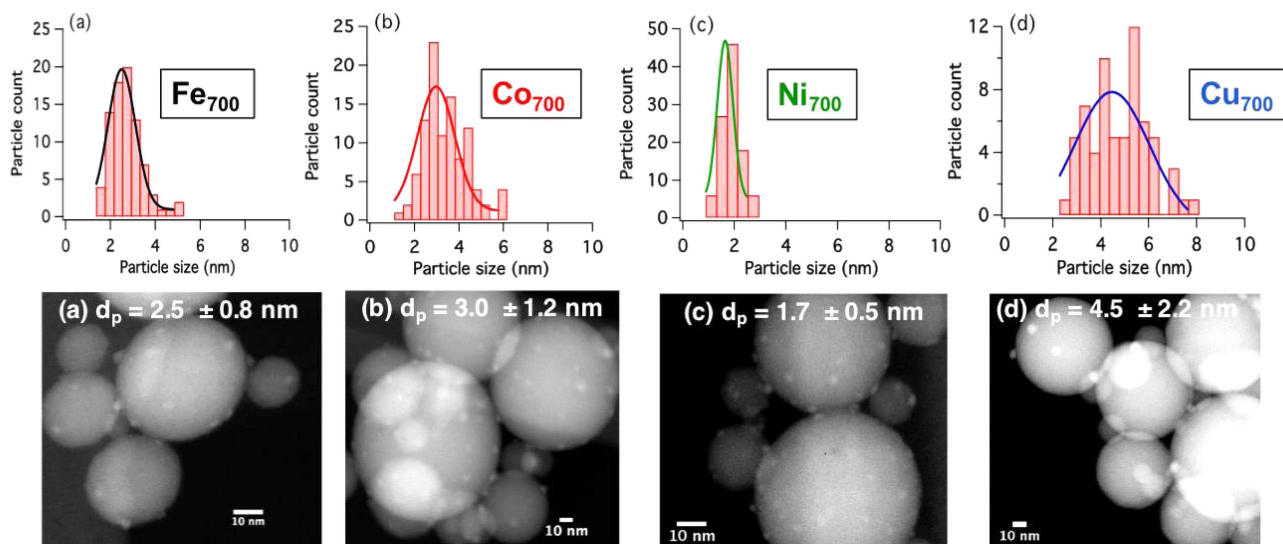 (a)
25
20
15
10
5
0
Particle count
Fe700
0 2 4 6 8 10
Particle size (nm)
(b)
25
20
15
10
5
0
Particle count
Co700
0 2 4 6 8 10
Particle size (nm)
(c)
50
40
30
20
10
0
Particle count
Ni700
0 2 4 6 8 10
Particle size (nm)
(d)
12
8
4
0
Particle count
Cu700
0 2 4 6 8 10
Particle size (nm)
(a) dp = 2.5 ± 0.8 nm
10 nm
(b) dp = 3.0 ± 1.2 nm
10 nm
(c) dp = 1.7 ± 0.5 nm
10 nm
(d) dp = 4.5 ± 2.2 nm
10 nm